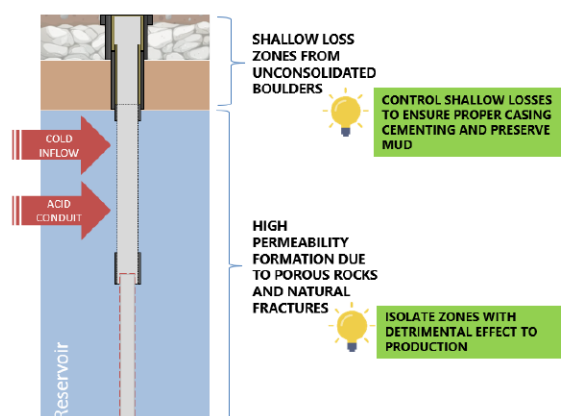 SHALLOW LOSS
ZONES FROM
UNCONSOLIDATED
BOULDERS
CONTROL SHALLOW LOSSES
TO ENSURE PROPER CASING
CEMENTING AND PRESERVE
MUD
COLD
INFLOW
ACID
CONDUIT
HIGH
PERMEABILITY
FORMATION DUE
TO POROUS ROCKS
AND NATURAL
FRACTURES
ISOLATE ZONES WITH
DETRIMENTAL EFFECT TO
PRODUCTION
Reservoir